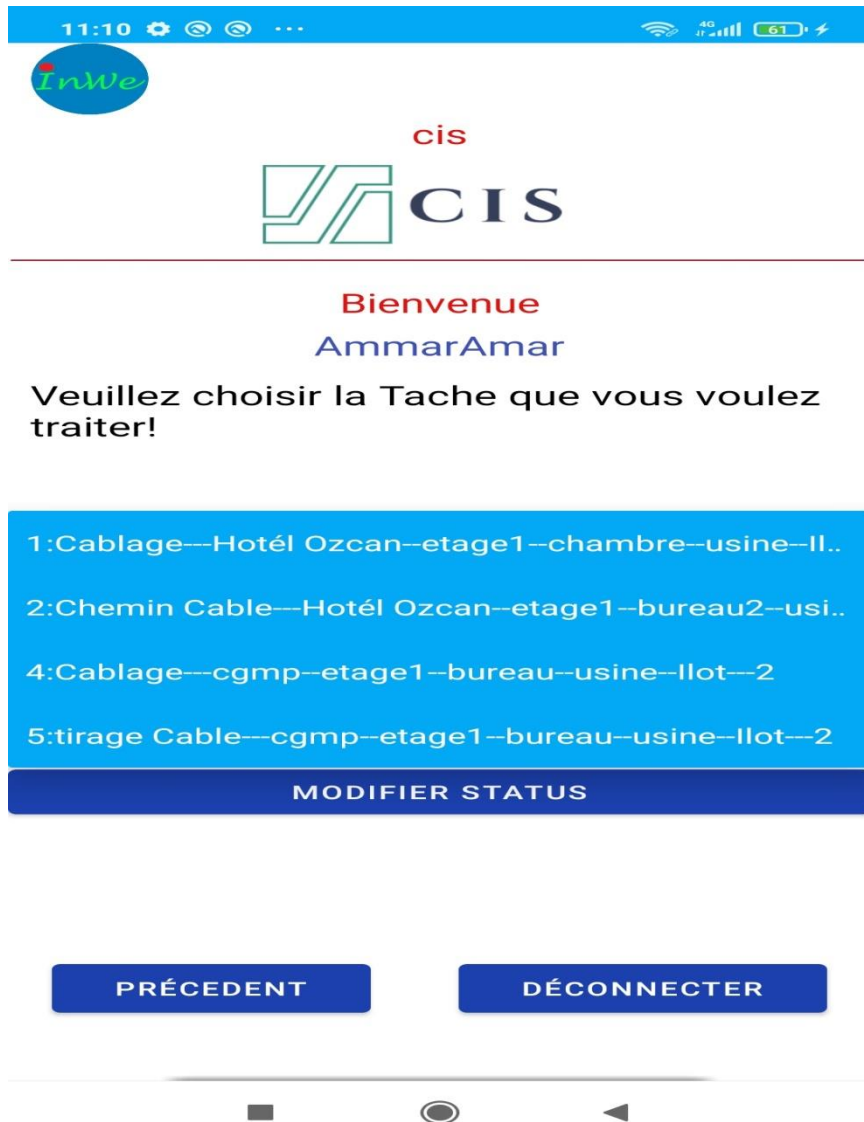 11:10 ... 4G 61
InWe
cis
CIS
Bienvenue
AmmarAmar
Veuillez choisir la Tache que vous voulez
traiter!
1:Cablage---Hotél Ozcan--etage1--chambre--usine--Il..
2:Chemin Cable---Hotél Ozcan--etage1--bureau2--usi..
4:Cablage---cgmp--etage1--bureau--usine--Ilot---2
5:tirage Cable---cgmp--etage1--bureau--usine--Ilot---2
MODIFIER STATUS
PRÉCEDENT DÉCONNECTER